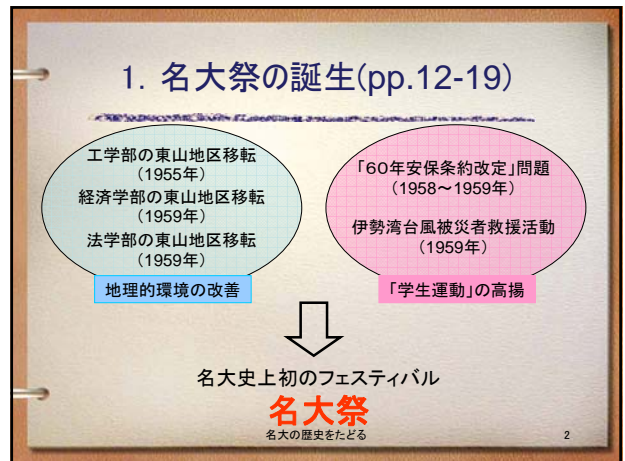 1. 名大祭の誕生(pp.12-19)
工学部の東山地区移転
(1955年)
経済学部の東山地区移転
(1959年)
法学部の東山地区移転
(1959年)
地理的環境の改善
「60年安保条約改定」問題
(1958～1959年)
伊勢湾台風被災者救援活動
(1959年)
「学生運動」の高揚
名大史上初のフェスティバル
名大祭
名大の歴史をたどる
2